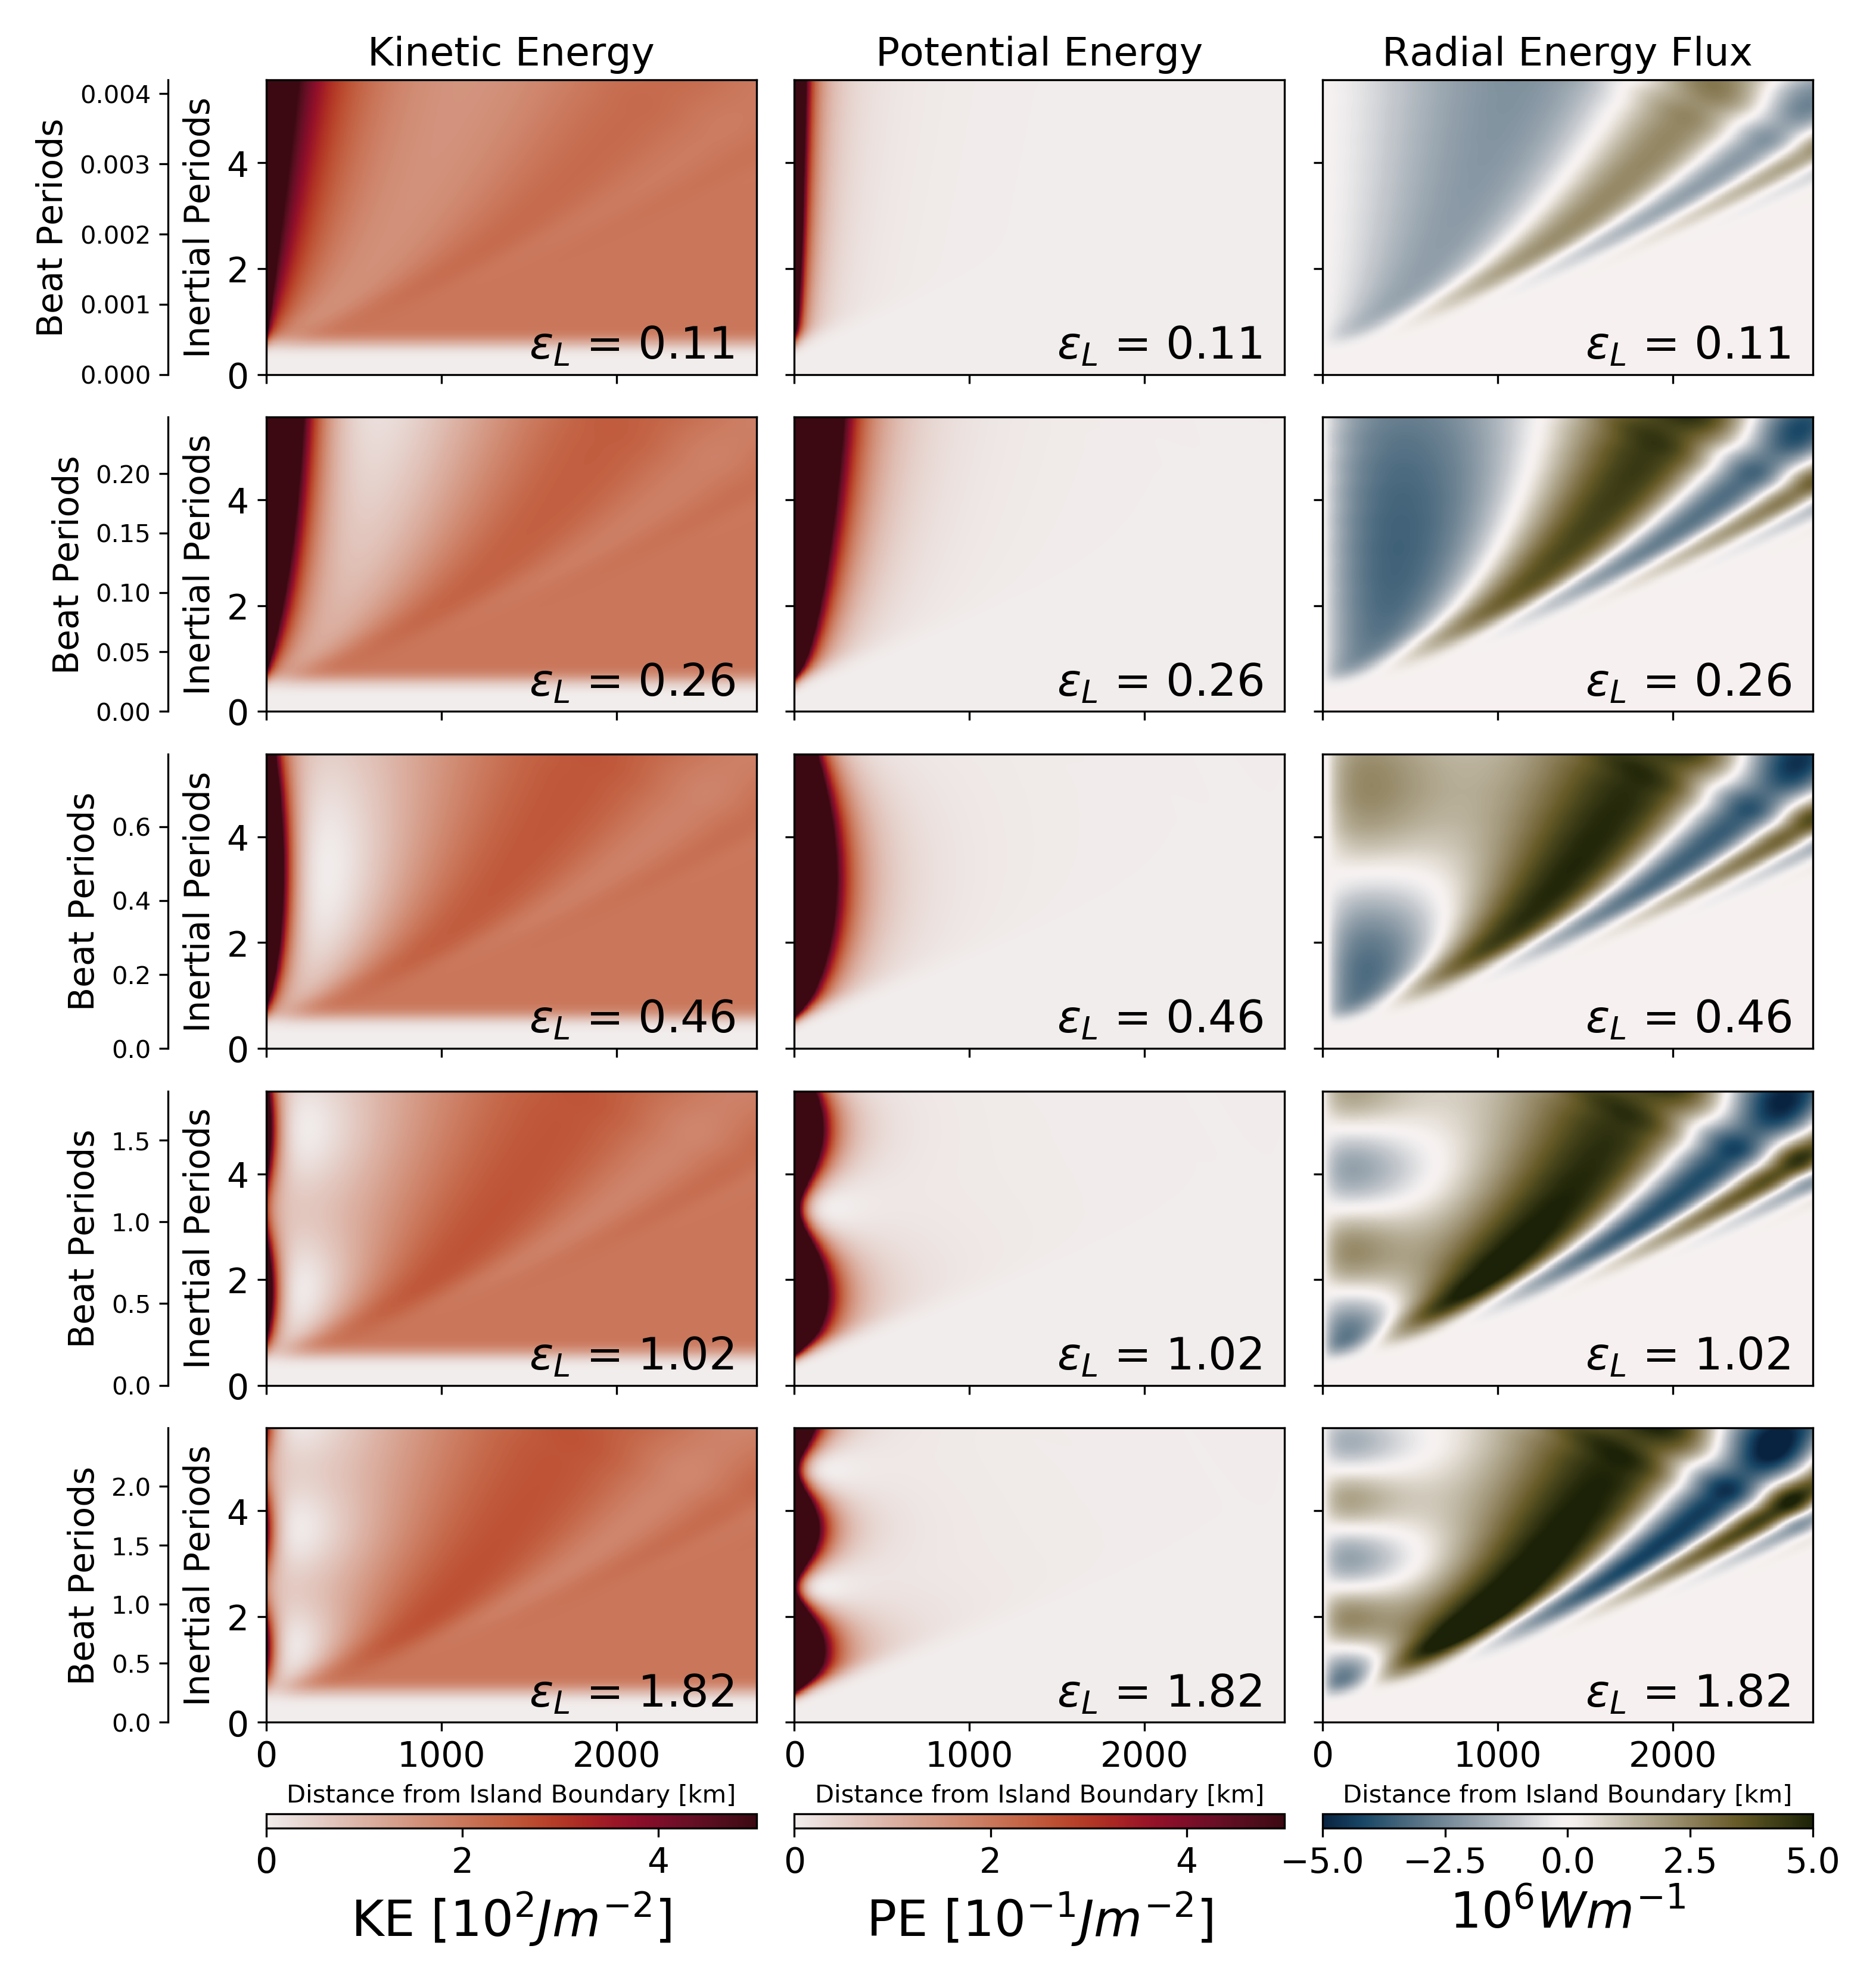 Kinetic Energy
Potential Energy
Radial Energy Flux
Beat Periods
0.004
0.003
0.002
0.001
0.000
Inertial Periods
4
2
0
ε_L = 0.11
ε_L = 0.11
ε_L = 0.11
Beat Periods
0.20
0.15
0.10
0.05
0.00
Inertial Periods
4
2
0
ε_L = 0.26
ε_L = 0.26
ε_L = 0.26
Beat Periods
0.6
0.4
0.2
0.0
Inertial Periods
4
2
0
ε_L = 0.46
ε_L = 0.46
ε_L = 0.46
Beat Periods
1.5
1.0
0.5
0.0
Inertial Periods
4
2
0
ε_L = 1.02
ε_L = 1.02
ε_L = 1.02
Beat Periods
2.0
1.5
1.0
0.5
0.0
Inertial Periods
4
2
0
ε_L = 1.82
ε_L = 1.82
ε_L = 1.82
0 1000 2000
0 1000 2000
0 1000 2000
Distance from Island Boundary [km]
Distance from Island Boundary [km]
Distance from Island Boundary [km]
0 2 4
0 2 4
−5.0 −2.5 0.0 2.5 5.0
KE [10²Jm⁻²]
PE [10⁻¹Jm⁻²]
10⁶Wm⁻¹